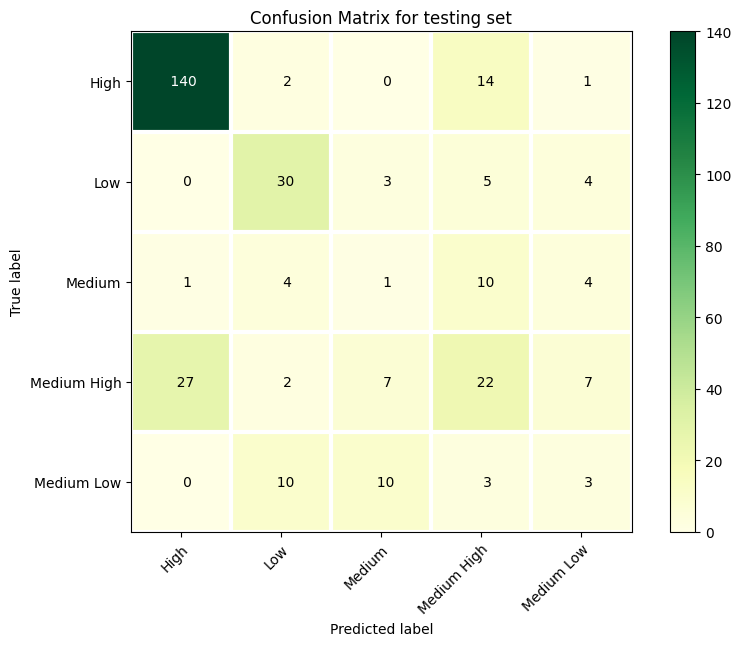 Confusion Matrix for testing set
High 140 2 0 14 1
Low 0 30 3 5 4
Medium 1 4 1 10 4
Medium High 27 2 7 22 7
Medium Low 0 10 10 3 3
High Low Medium Medium High Medium Low
True label
Predicted label
140
120
100
80
60
40
20
0